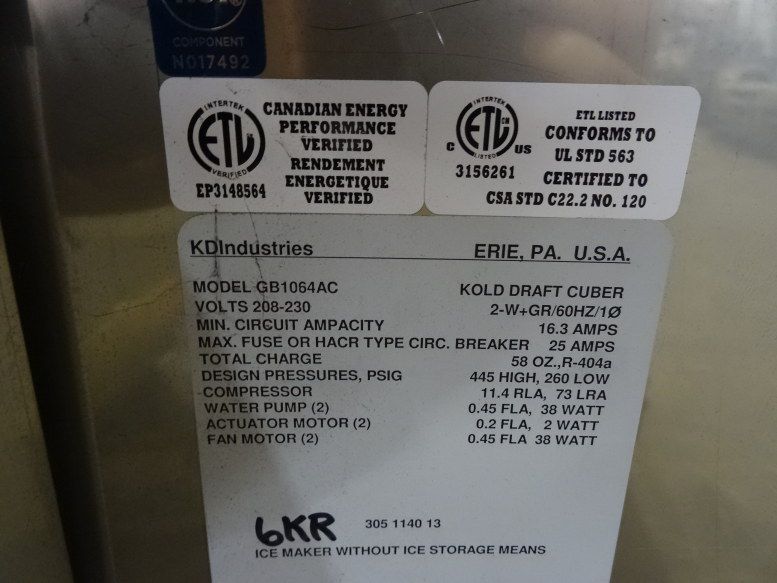 COMPONENT
N017492
INTERTEK
ETL CM
VERIFIED
EP3148564
CANADIAN ENERGY
PERFORMANCE
VERIFIED
RENDEMENT
ENERGETIQUE
VERIFIED
INTERTEK
C ETL CM US
LISTED
3156261
ETL LISTED
CONFORMS TO
UL STD 563
CERTIFIED TO
CSA STD C22.2 NO. 120
KDIndustries ERIE, PA. U.S.A.
MODEL GB1064AC KOLD DRAFT CUBER
VOLTS 208-230 2-W+GR/60HZ/1Ø
MIN. CIRCUIT AMPACITY 16.3 AMPS
MAX. FUSE OR HACR TYPE CIRC. BREAKER 25 AMPS
TOTAL CHARGE 58 OZ.,R-404a
DESIGN PRESSURES, PSIG 445 HIGH, 260 LOW
COMPRESSOR 11.4 RLA, 73 LRA
WATER PUMP (2) 0.45 FLA, 38 WATT
ACTUATOR MOTOR (2) 0.2 FLA, 2 WATT
FAN MOTOR (2) 0.45 FLA 38 WATT
6KR 305 1140 13
ICE MAKER WITHOUT ICE STORAGE MEANS